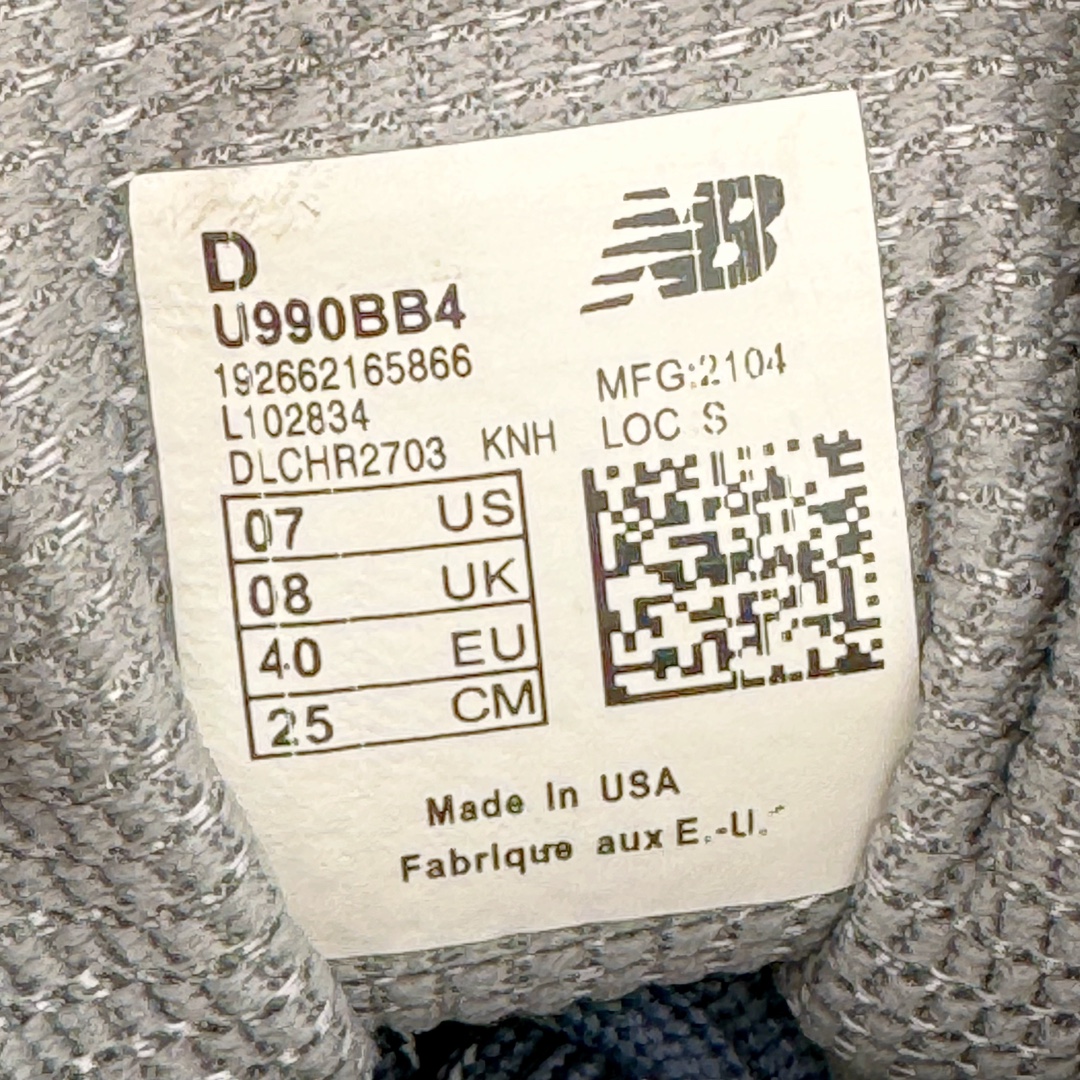 D
NB
U990BB4
192662165866
L102834
DLCHR2703 KNH
MFG:2104
LOC S
07 US
08 UK
40 EU
25 CM
Made In USA
Fabrique aux E.-U.